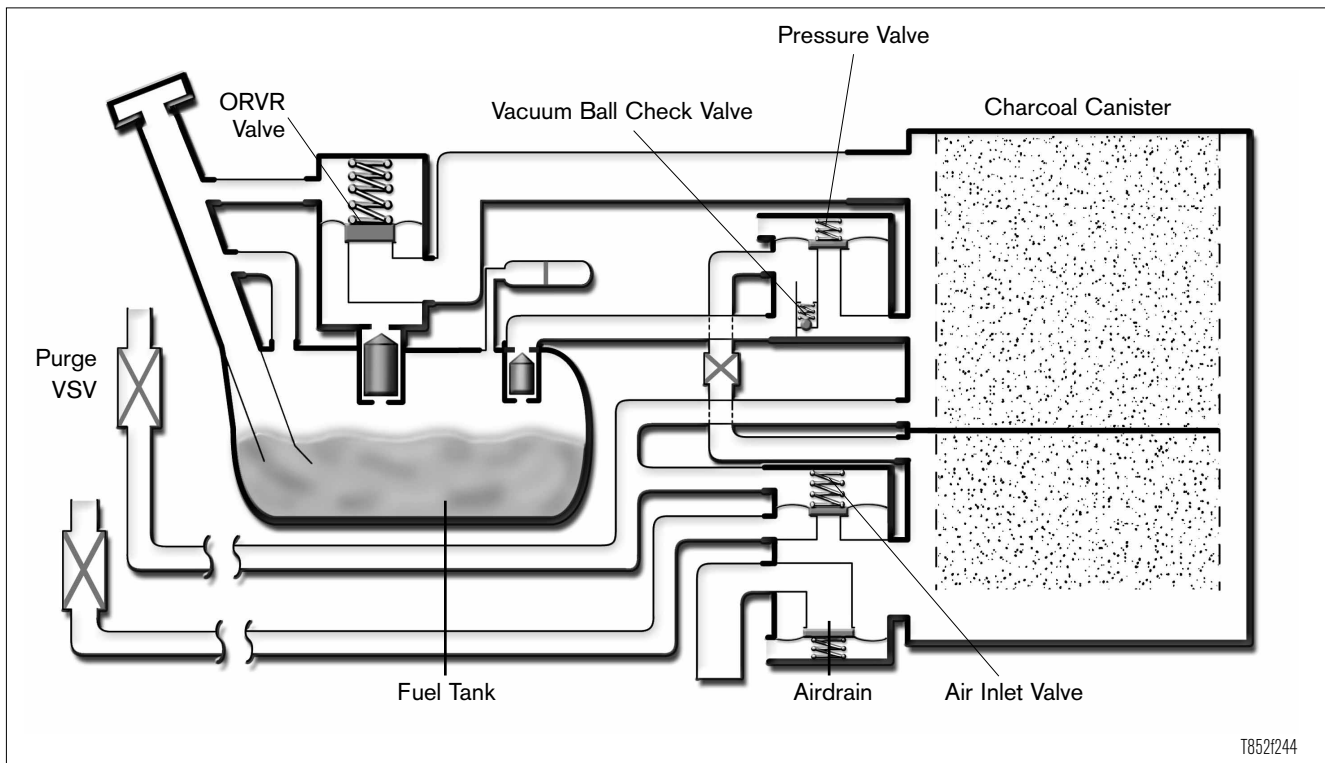 Pressure Valve
ORVR
Valve
Vacuum Ball Check Valve
Charcoal Canister
Purge
VSV
Fuel Tank
Airdrain
Air Inlet Valve
T852f244